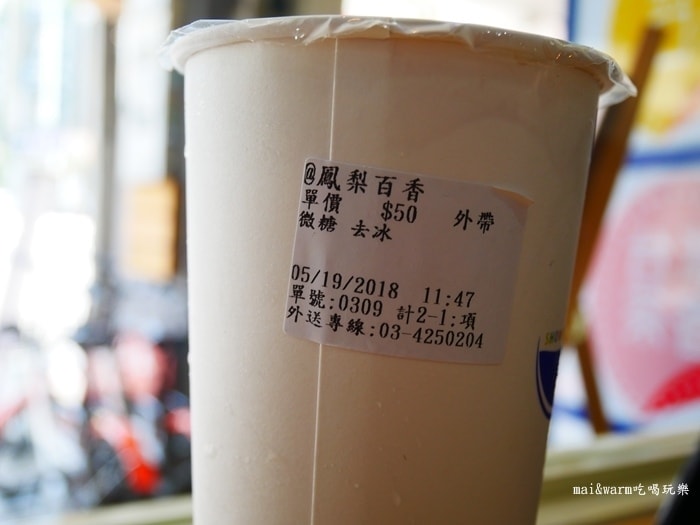 @鳳梨百香
單價 $50 外帶
微糖 去冰
05/19/2018 11:47
單號:0309 計2-1:項
外送專線:03-4250204
mai&warm吃喝玩樂